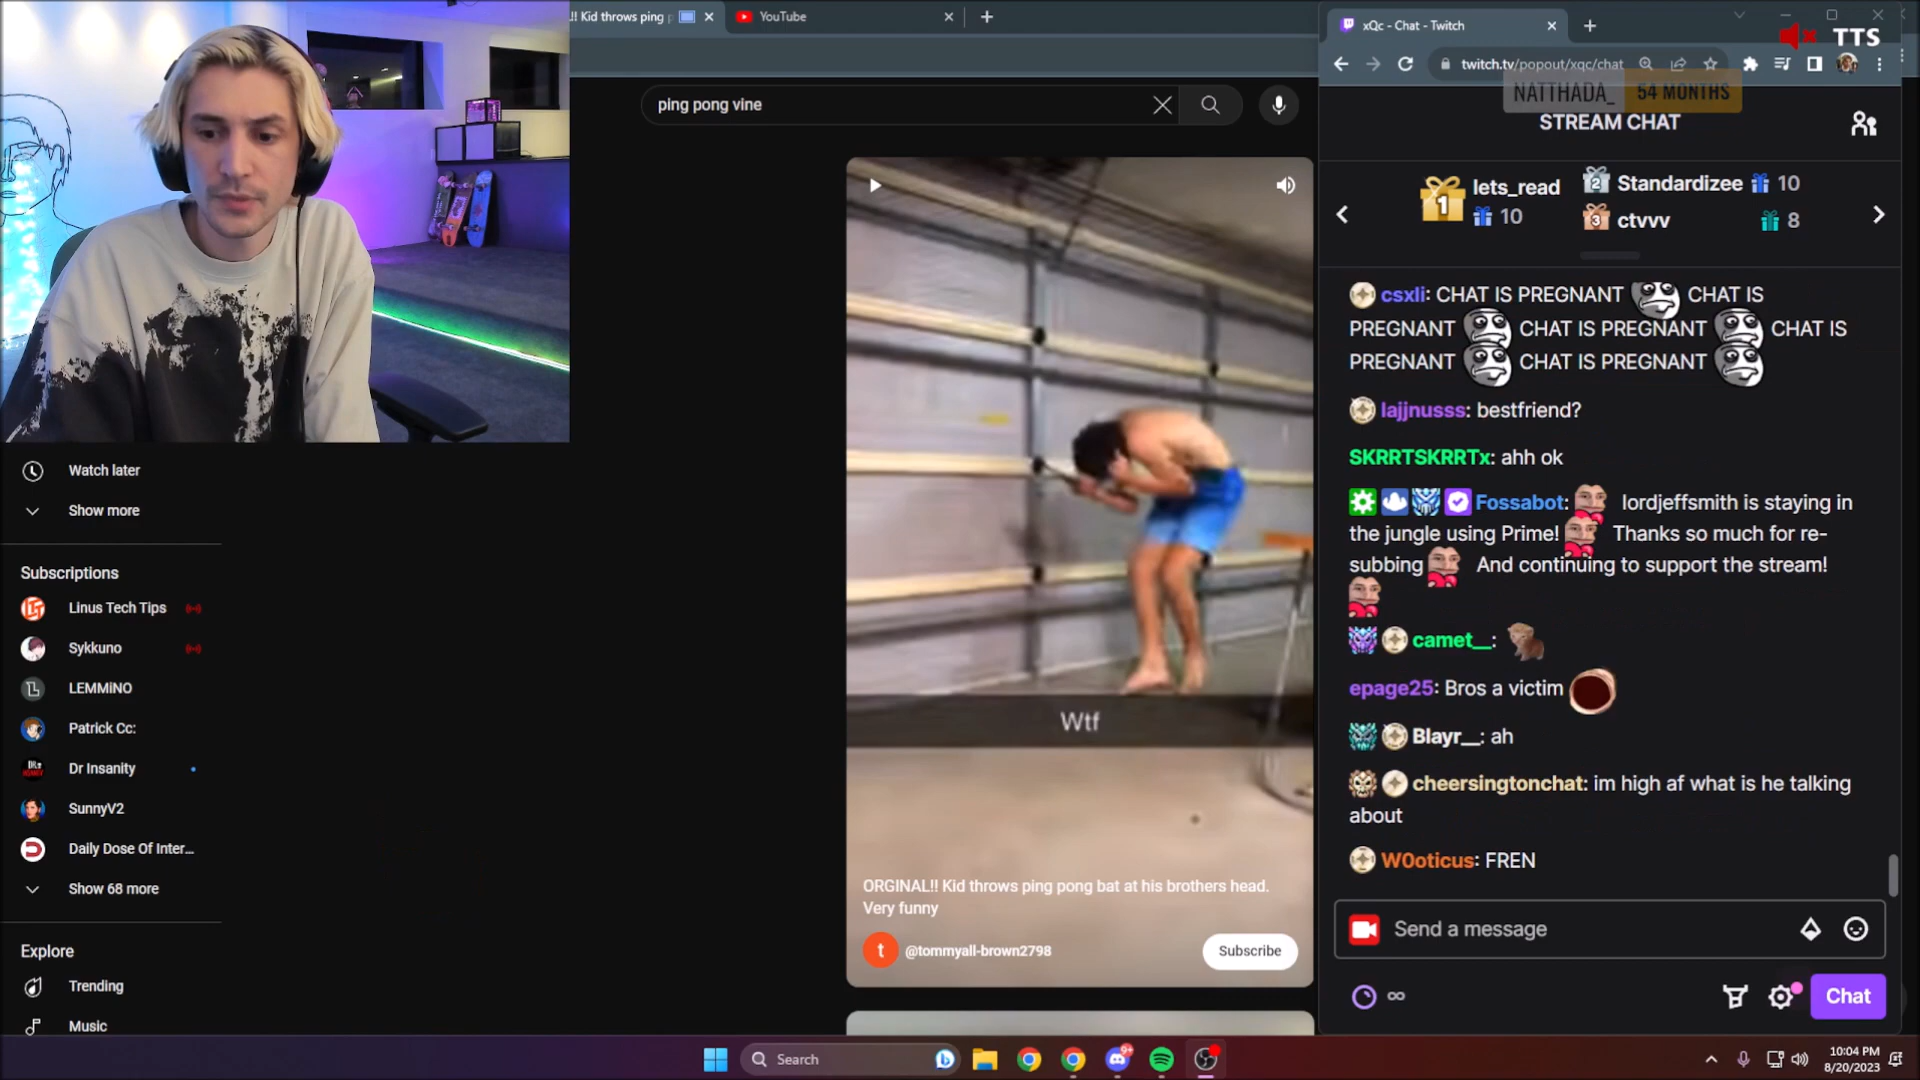 !! Kid throws ping p
YouTube
xQc - Chat - Twitch
TTS
twitch.tv/popout/xqc/chat
ping pong vine
NATTHADA_ 54 MONTHS
STREAM CHAT
1 lets_read 10
2 Standardizee 10
3 ctvvv 8
csxli: CHAT IS PREGNANT CHAT IS
PREGNANT CHAT IS PREGNANT CHAT IS
PREGNANT CHAT IS PREGNANT
lajjnusss: bestfriend?
SKRRTSKRRTx: ahh ok
Fossabot: lordjeffsmith is staying in
the jungle using Prime! Thanks so much for re-
subbing And continuing to support the stream!
camet__:
epage25: Bros a victim
Blayr__: ah
cheersingtonchat: im high af what is he talking
about
W0oticus: FREN
Send a message
∞
Chat
Watch later
Show more
Subscriptions
Linus Tech Tips
Sykkuno
LEMMiNO
Patrick Cc:
Dr Insanity
SunnyV2
Daily Dose Of Inter...
Show 68 more
Explore
Trending
Music
Wtf
ORGINAL!! Kid throws ping pong bat at his brothers head.
Very funny
t @tommyall-brown2798
Subscribe
Search
9+
10:04 PM
8/20/2023